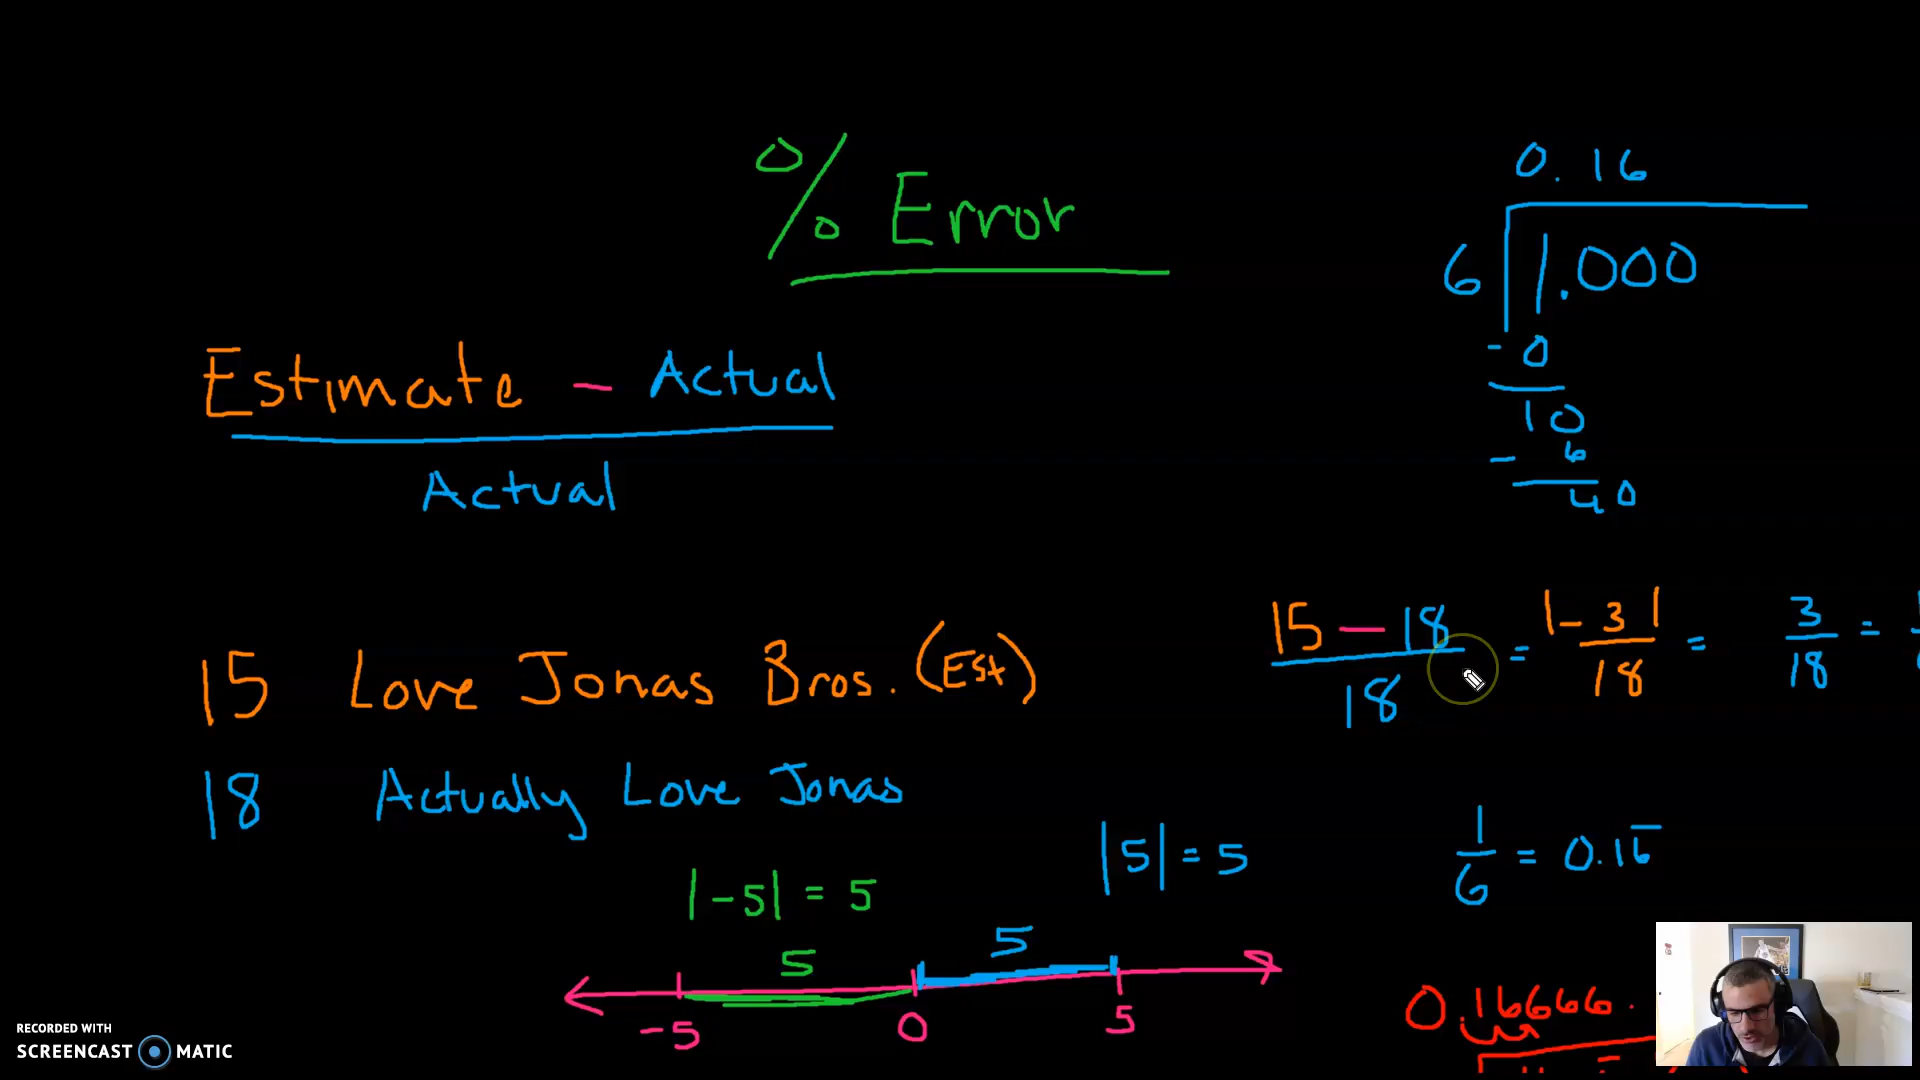 % Error
Estimate - Actual
Actual
0.16
6 1.000
- 0
10
- 6
40
15 Love Jonas Bros. (Est)
18 Actually Love Jonas
15 - 18
18
= |-3|
18
= 3
18
=
|-5| = 5
|5| = 5
1
6
= 0.16
5
5
-5
0
5
0.16666.
RECORDED WITH
SCREENCAST MATIC